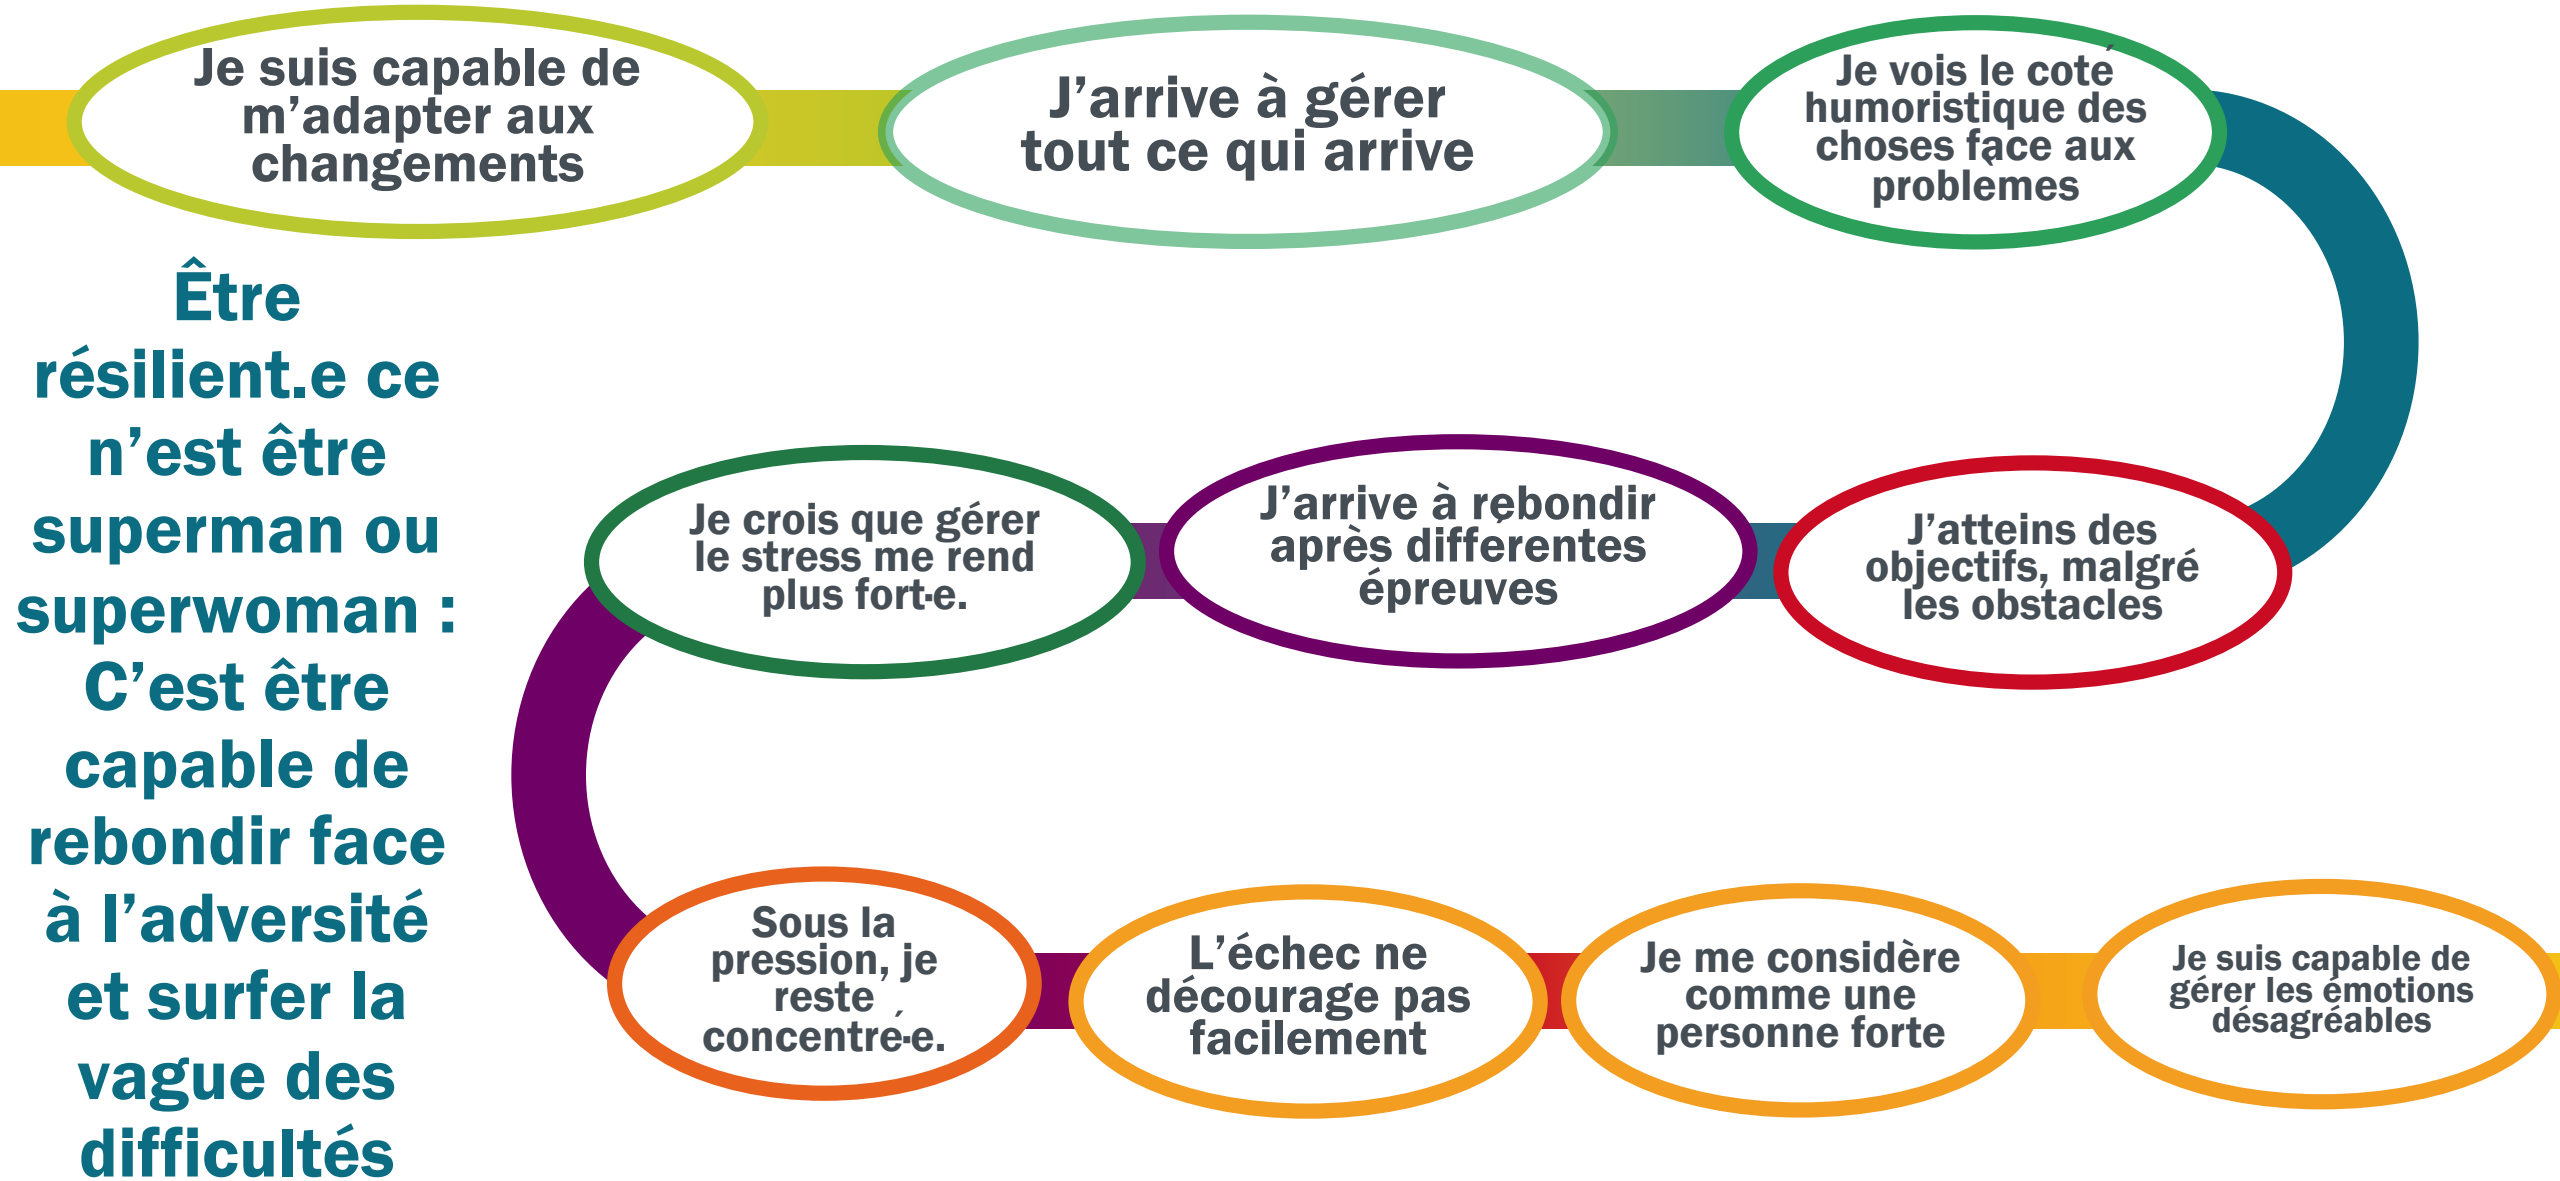 Je suis capable de
m’adapter aux
changements
J’arrive à gérer
tout ce qui arrive
Je vois le coté
humoristique des
choses face aux
problèmes
Être
résilient.e ce
n’est être
superman ou
superwoman :
C’est être
capable de
rebondir face
à l’adversité
et surfer la
vague des
difficultés
J’atteins des
objectifs, malgré
les obstacles
J’arrive à rebondir
après différentes
épreuves
Je crois que gérer
le stress me rend
plus fort·e.
Sous la
pression, je
reste
concentré·e.
L’échec ne
décourage pas
facilement
Je me considère
comme une
personne forte
Je suis capable de
gérer les émotions
désagréables